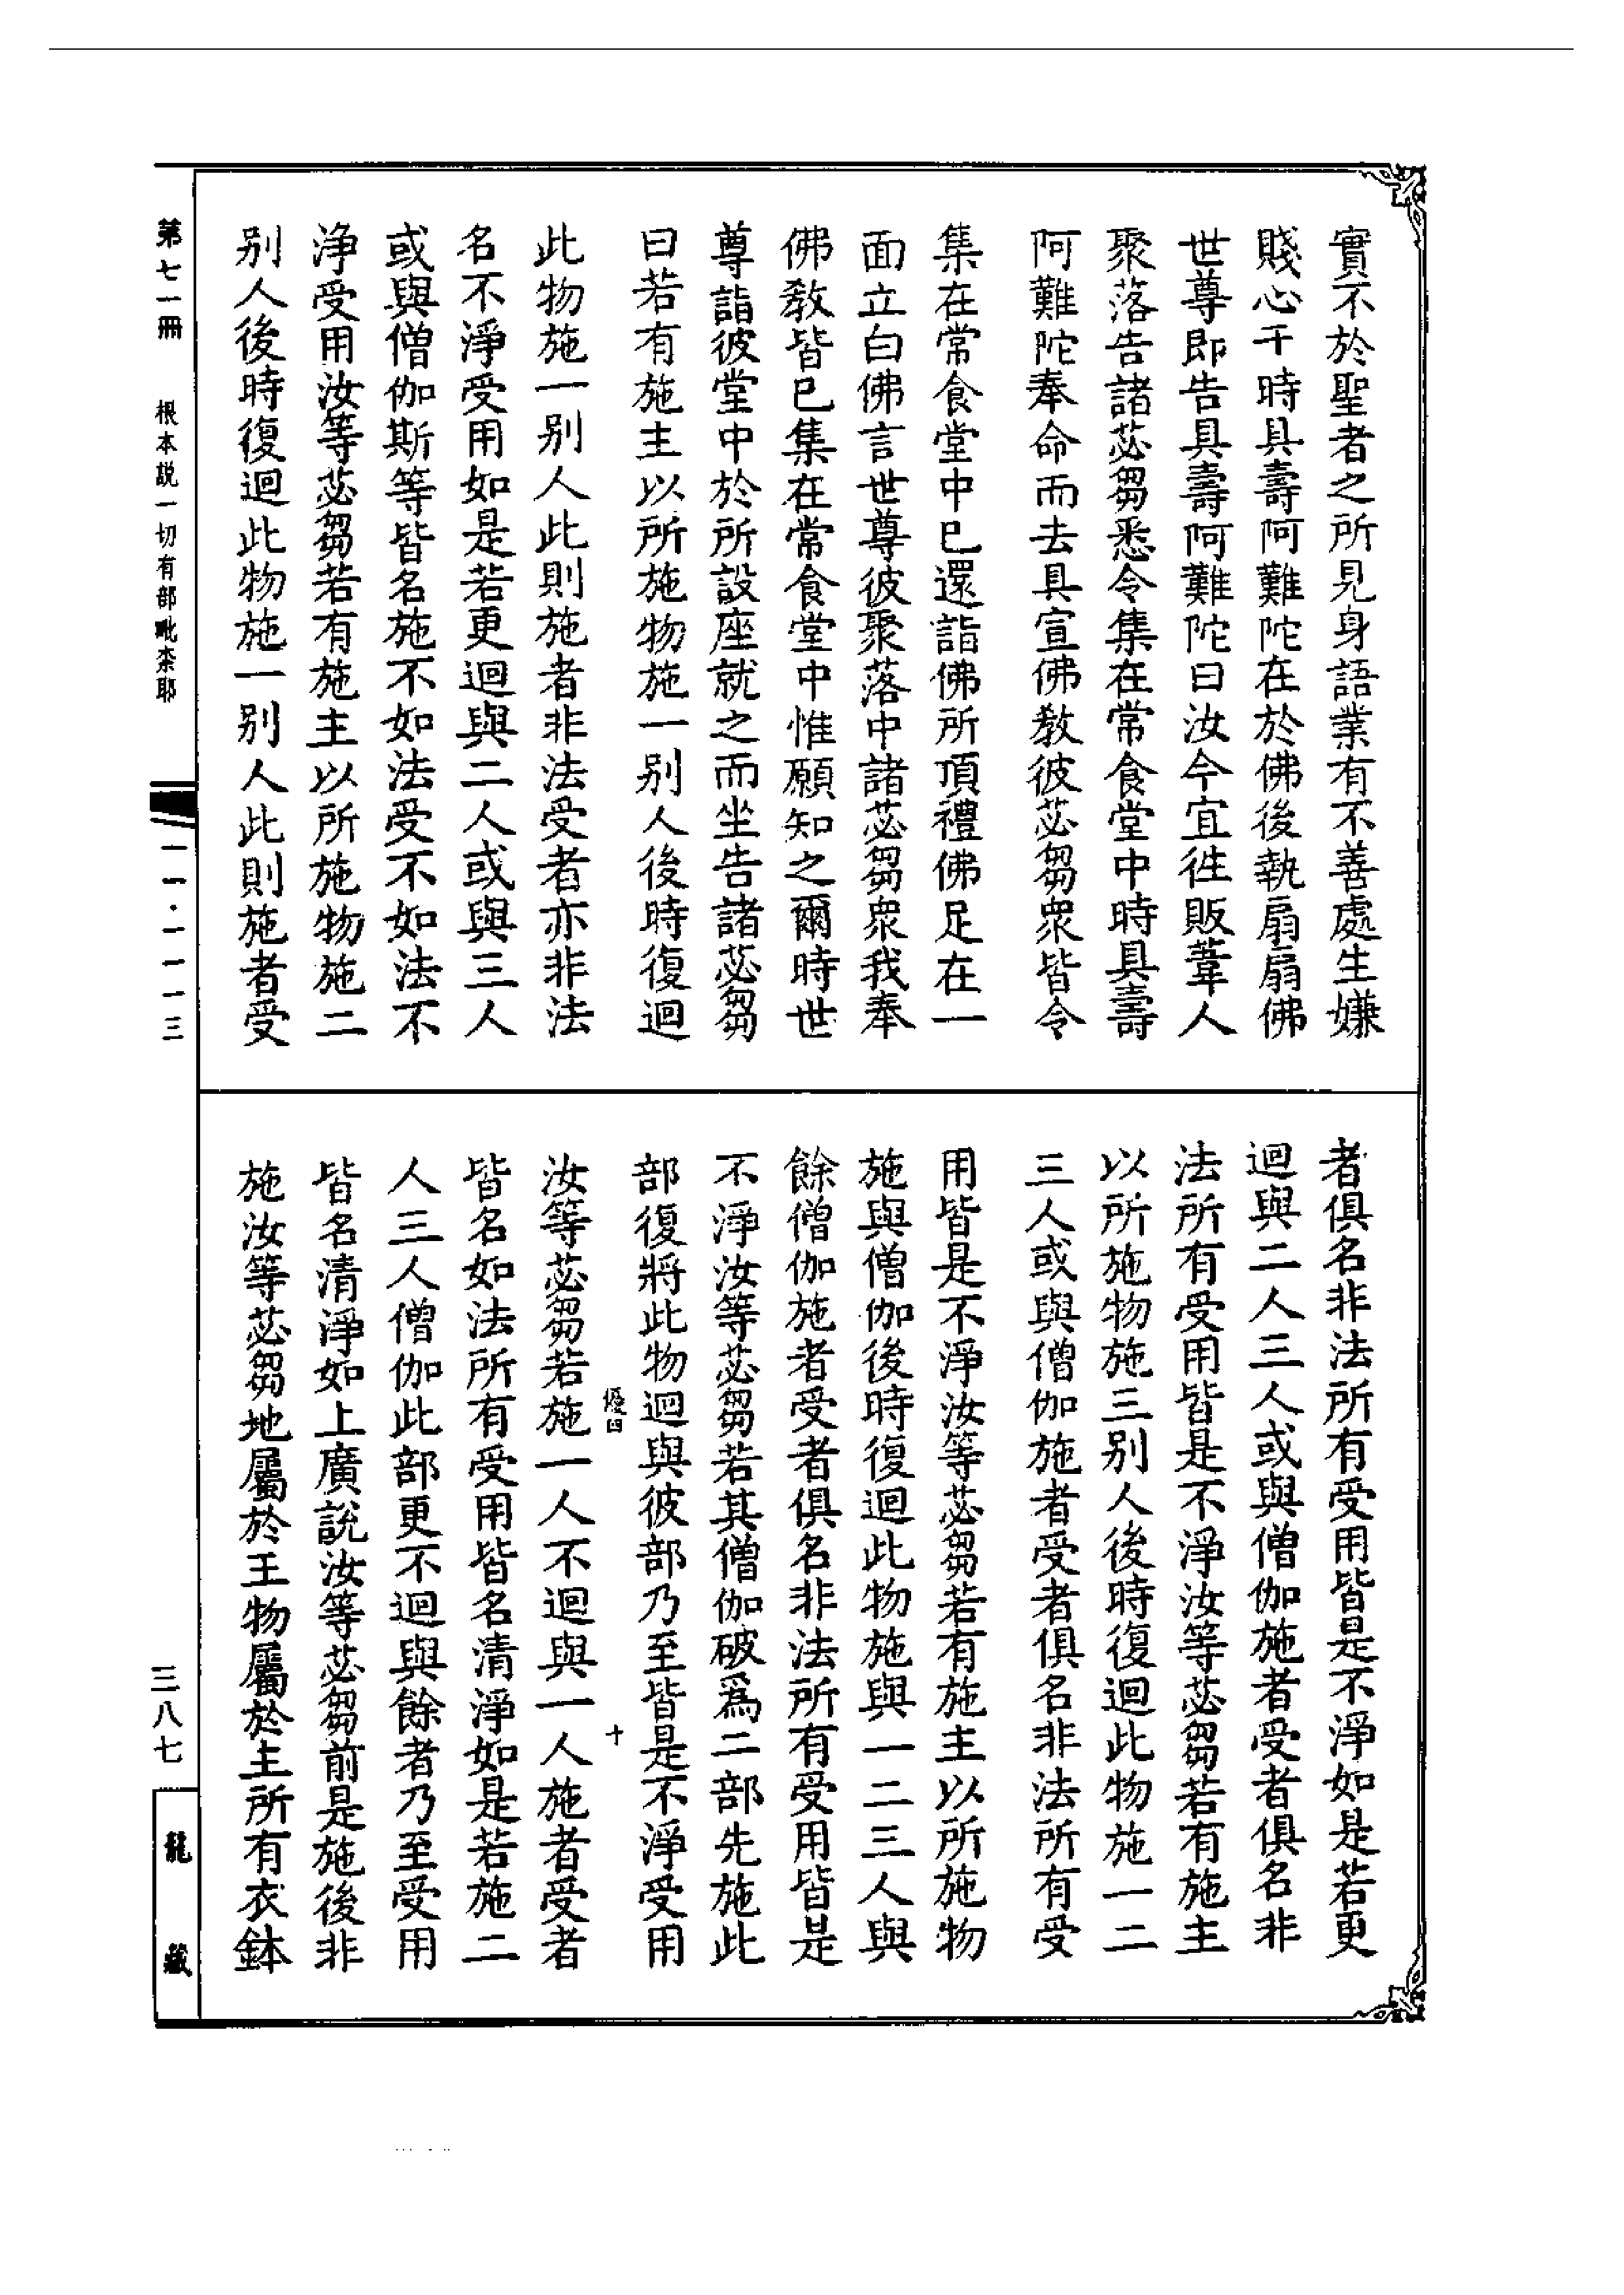 實不於聖者之所見身語業有不善處生嫌
賤心于時具壽阿難陀在於佛後執扇扇佛
世尊即告具壽阿難陀曰汝今宜徃販葦人
聚落告諸苾芻悉令集在常食堂中時具壽
阿難陀奉命而去具宣佛教彼苾芻衆皆令
集在常食堂中已還詣佛所頂禮佛足在一
面立白佛言世尊彼聚落中諸苾芻衆我奉
佛教皆已集在常食堂中惟願知之爾時世
尊詣彼堂中於所設座就之而坐告諸苾芻
曰若有施主以所施物施一别人後時復迴
此物施一别人此則施者非法受者亦非法
名不淨受用如是若更迴與二人或與三人
或與僧伽斯等皆名施不如法受不如法不
淨受用汝等苾芻若有施主以所施物施二
别人後時復迴此物施一别人此則施者受
者俱名非法所有受用皆是不淨如是若更
迴與二人三人或與僧伽施者受者俱名非
法所有受用皆是不淨汝等苾芻若有施主
以所施物施三别人後時復迴此物施一二
三人或與僧伽施者受者俱名非法所有受
用皆是不淨汝等苾芻若有施主以所施物
施與僧伽後時復迴此物施與一二三人與
餘僧伽施者受者俱名非法所有受用皆是
不淨汝等苾芻若其僧伽破爲二部先施此
部復將此物迴與彼部乃至皆是不淨受用
優四 十
汝等苾芻若施一人不迴與一人施者受者
皆名如法所有受用皆名清淨如是若施二
人三人僧伽此部更不迴與餘者乃至受用
皆名清淨如上廣說汝等苾芻前是施後非
施汝等苾芻地屬於王物屬於主所有衣鉢
第七一冊 根本説一切有部毗柰耶 一一·一一一三 三八七 龍藏